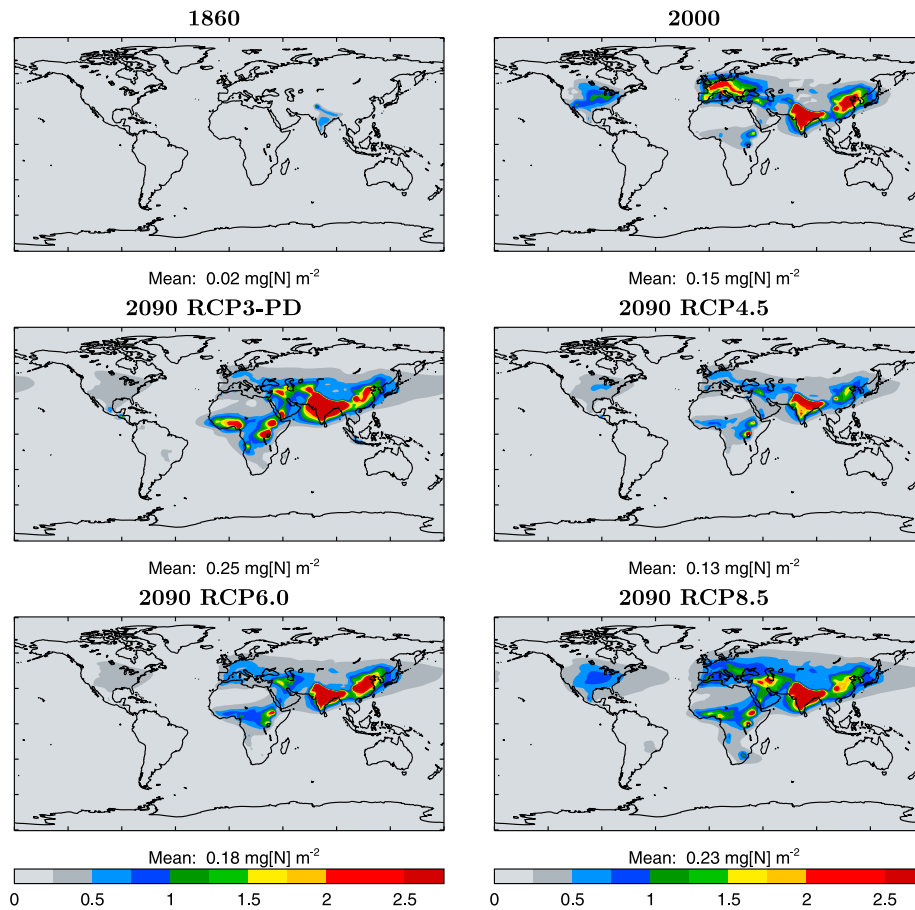 1860
2000
Mean: 0.02 mg[N] m⁻²
Mean: 0.15 mg[N] m⁻²
2090 RCP3-PD
2090 RCP4.5
Mean: 0.25 mg[N] m⁻²
Mean: 0.13 mg[N] m⁻²
2090 RCP6.0
2090 RCP8.5
Mean: 0.18 mg[N] m⁻²
Mean: 0.23 mg[N] m⁻²
0 0.5 1 1.5 2 2.5
0 0.5 1 1.5 2 2.5